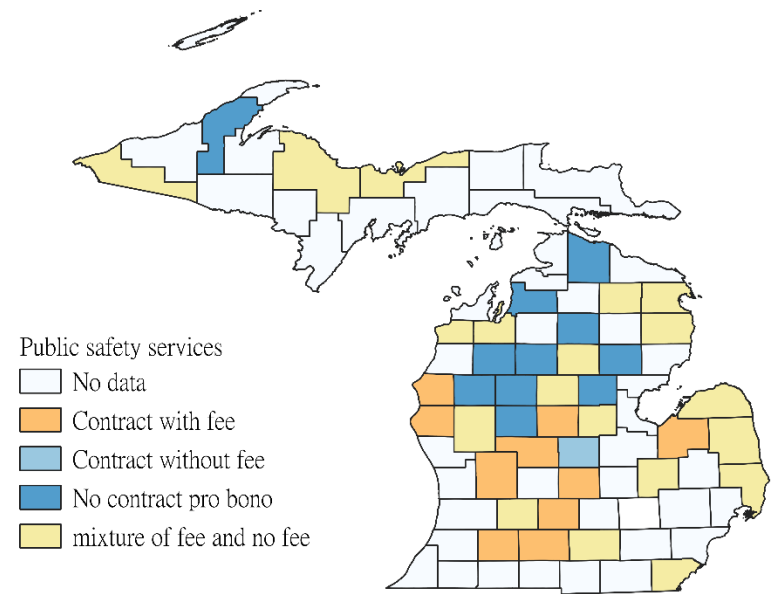 Public safety services
No data
Contract with fee
Contract without fee
No contract pro bono
mixture of fee and no fee